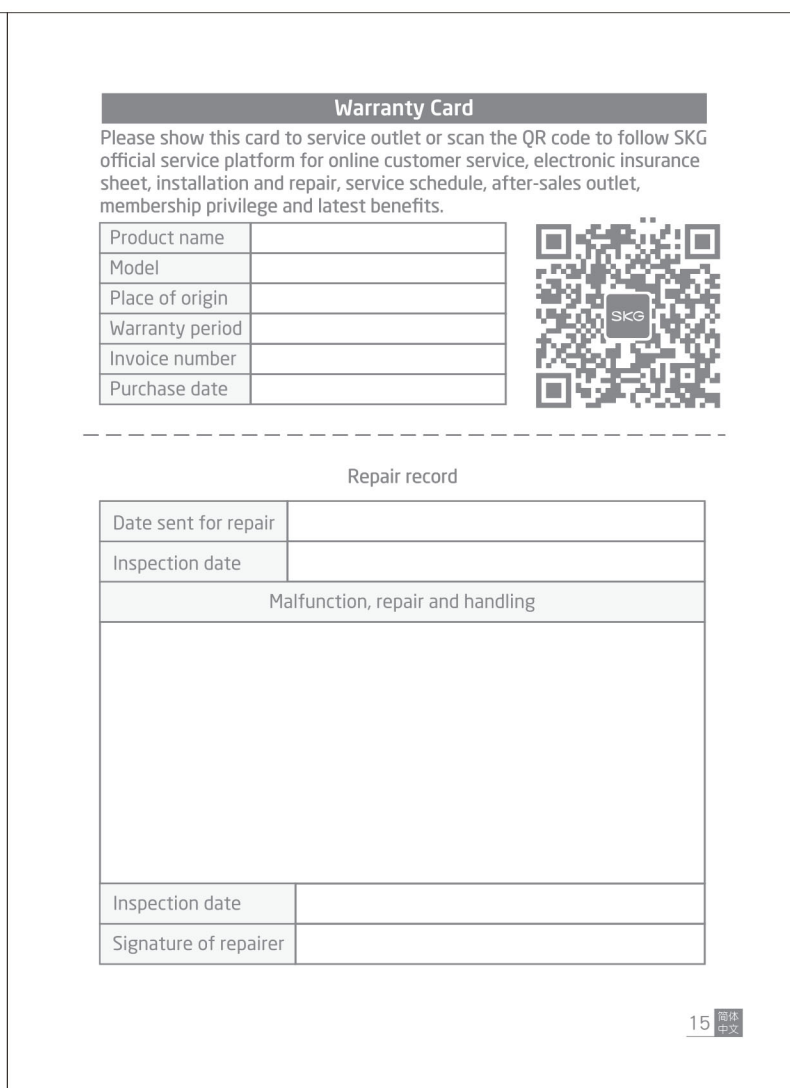 Warranty Card
Please show this card to service outlet or scan the QR code to follow SKG
official service platform for online customer service, electronic insurance
sheet, installation and repair, service schedule, after-sales outlet,
membership privilege and latest benefits.
Product name
Model
Place of origin
Warranty period
Invoice number
Purchase date
SKG
Repair record
Date sent for repair
Inspection date
Malfunction, repair and handling
Inspection date
Signature of repairer
15 简体
中文